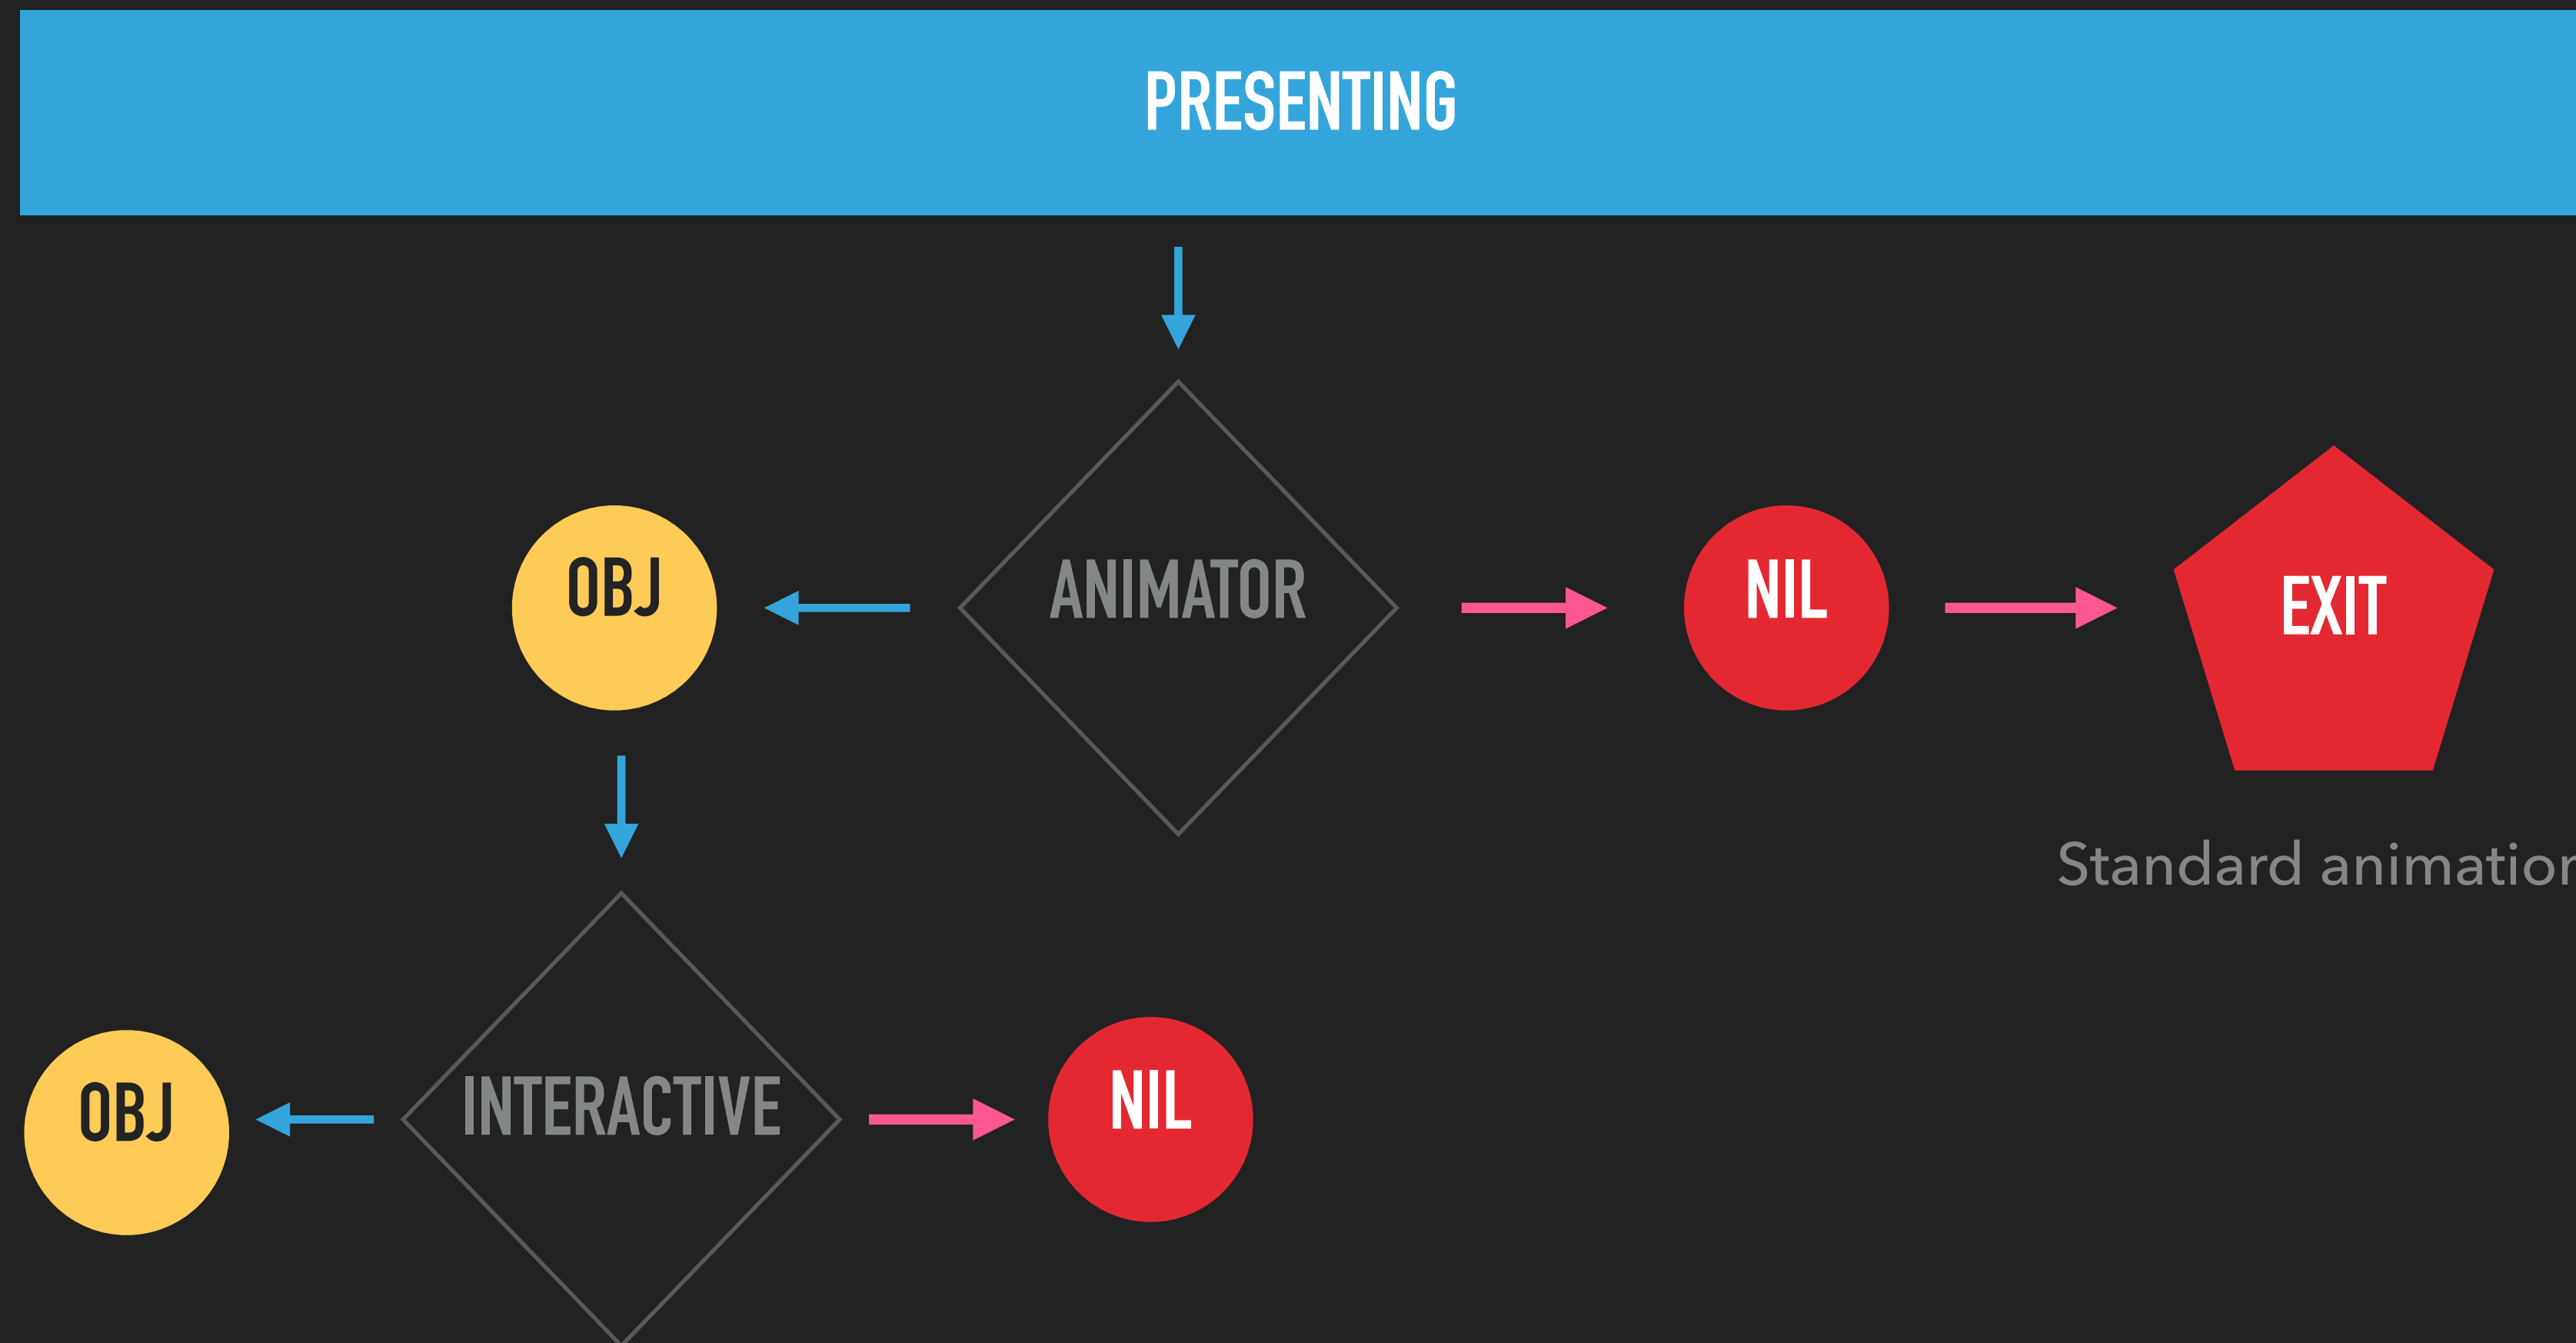 PRESENTING
OBJ
ANIMATOR
NIL
EXIT
Standard animation
OBJ
INTERACTIVE
NIL